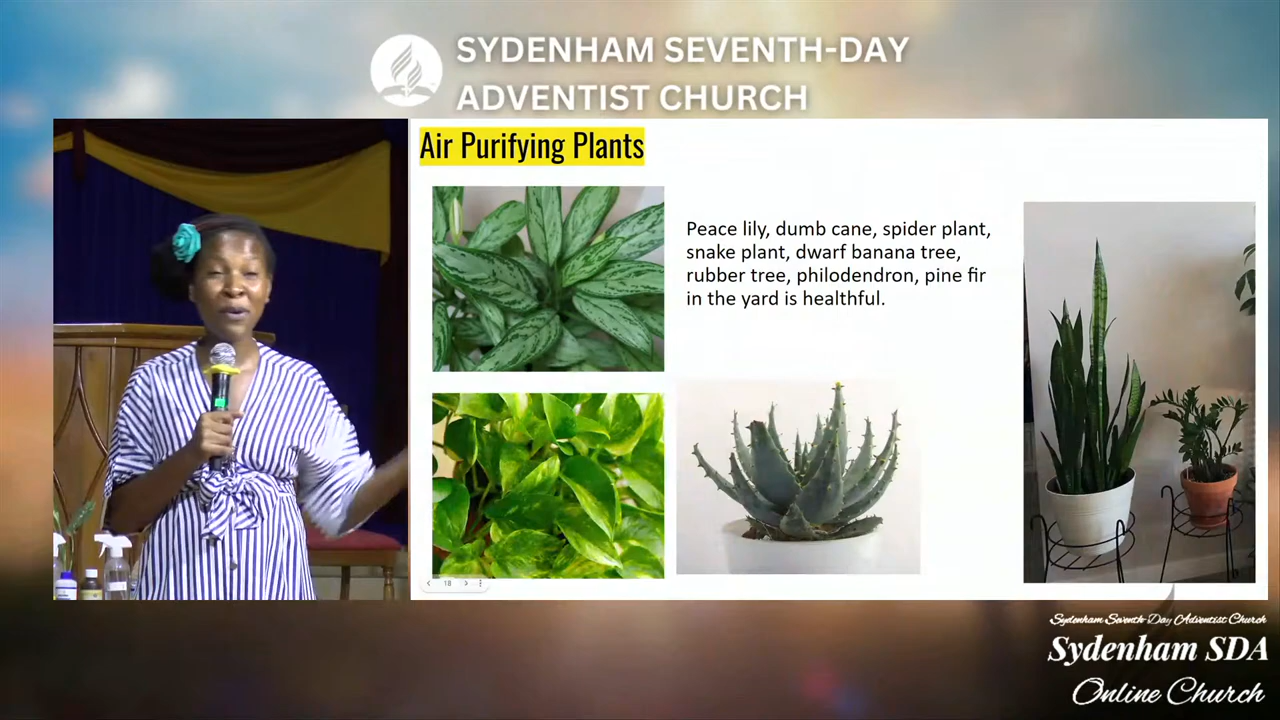 SYDENHAM SEVENTH-DAY
ADVENTIST CHURCH
Air Purifying Plants
Peace lily, dumb cane, spider plant,
snake plant, dwarf banana tree,
rubber tree, philodendron, pine fir
in the yard is healthful.
18
Sydenham Seventh-Day Adventist Church
Sydenham SDA
Online Church